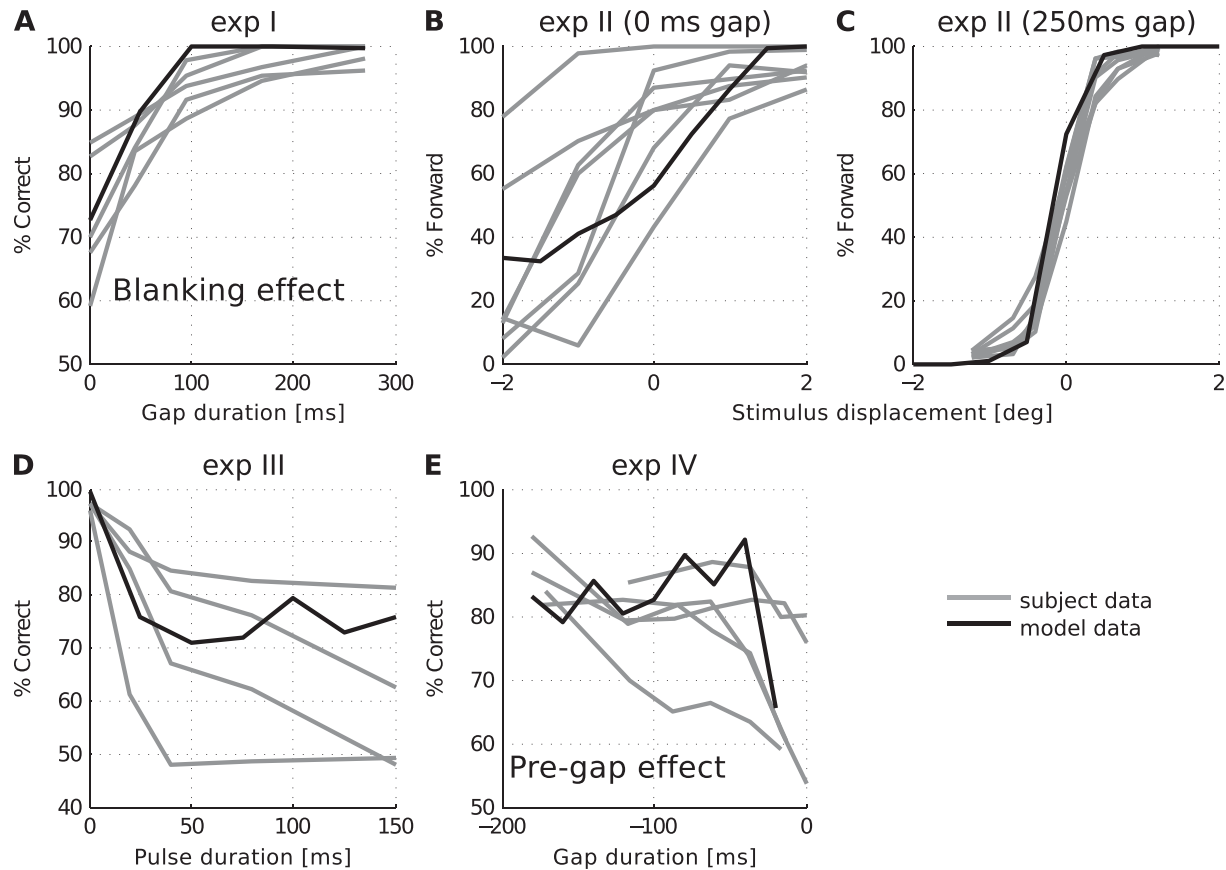 A exp I
100
90
80
70
60
50
% Correct
Blanking effect
0 100 200 300
Gap duration [ms]
B exp II (0 ms gap)
100
80
60
40
20
0
% Forward
−2 0 2
C exp II (250ms gap)
100
80
60
40
20
0
% Forward
−2 0 2
Stimulus displacement [deg]
D exp III
100
90
80
70
60
50
40
% Correct
0 50 100 150
Pulse duration [ms]
E exp IV
100
90
80
70
60
50
% Correct
Pre-gap effect
−200 −100 0
Gap duration [ms]
subject data
model data